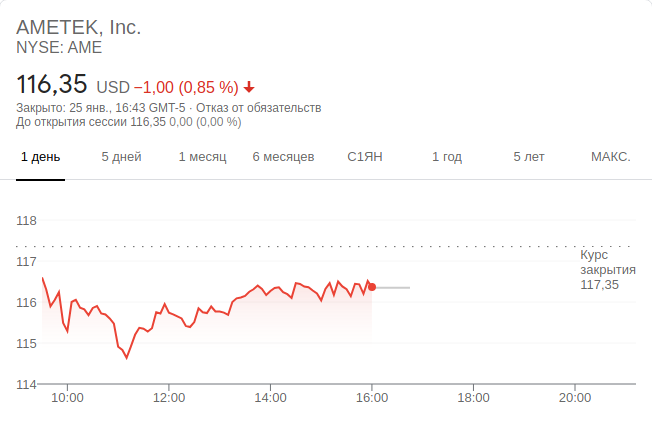 AMETEK, Inc.
NYSE: AME
116,35 USD −1,00 (0,85 %)
Закрыто: 25 янв., 16:43 GMT-5 · Отказ от обязательств
До открытия сессии 116,35 0,00 (0,00 %)
1 день 5 дней 1 месяц 6 месяцев С1ЯН 1 год 5 лет МАКС.
118
117
116
115
114
Курс
закрытия
117,35
10:00 12:00 14:00 16:00 18:00 20:00